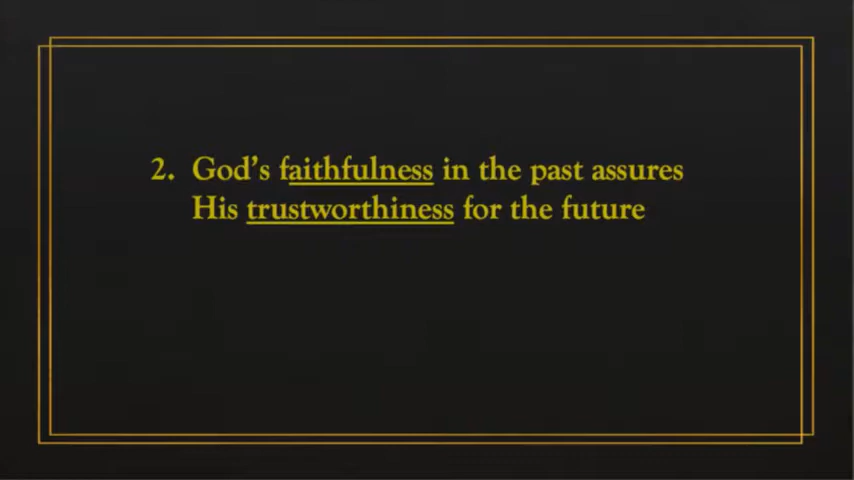 2. God’s faithfulness in the past assures
His trustworthiness for the future